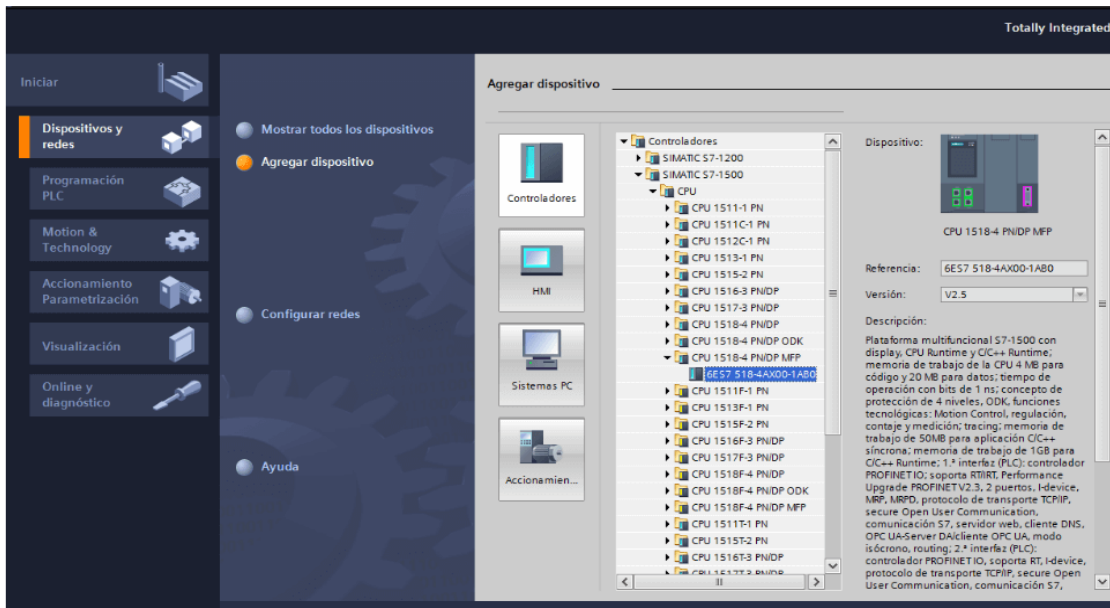 Totally Integrated
Iniciar
Dispositivos y
redes
Programación
PLC
Motion &
Technology
Accionamiento
Parametrización
Visualización
Online y
diagnóstico
Mostrar todos los dispositivos
Agregar dispositivo
Configurar redes
Ayuda
Agregar dispositivo
Controladores
HMI
Sistemas PC
Accionamien...
Controladores
SIMATIC S7-1200
SIMATIC S7-1500
CPU
CPU 1511-1 PN
CPU 1511C-1 PN
CPU 1512C-1 PN
CPU 1513-1 PN
CPU 1515-2 PN
CPU 1516-3 PN/DP
CPU 1517-3 PN/DP
CPU 1518-4 PN/DP
CPU 1518-4 PN/DP ODK
CPU 1518-4 PN/DP MFP
6ES7 518-4AX00-1AB0
CPU 1511F-1 PN
CPU 1513F-1 PN
CPU 1515F-2 PN
CPU 1516F-3 PN/DP
CPU 1517F-3 PN/DP
CPU 1518F-4 PN/DP
CPU 1518F-4 PN/DP ODK
CPU 1518F-4 PN/DP MFP
CPU 1511T-1 PN
CPU 1515T-2 PN
CPU 1516T-3 PN/DP
CPU 1517T-3 PN/DP
Dispositivo:
CPU 1518-4 PN/DP MFP
Referencia: 6ES7 518-4AX00-1AB0
Versión: V2.5
Descripción:
Plataforma multifuncional S7-1500 con
display, CPU Runtime y C/C++ Runtime;
memoria de trabajo de la CPU 4 MB para
código y 20 MB para datos; tiempo de
operación con bits de 1 ns; concepto de
protección de 4 niveles, ODK, funciones
tecnológicas: Motion Control, regulación,
contaje y medición; tracing; memoria de
trabajo de 50MB para aplicación C/C++
síncrona; memoria de trabajo de 1GB para
C/C++ Runtime; 1.ª interfaz (PLC): controlador
PROFINET IO; soporta RT/IRT, Performance
Upgrade PROFINET V2.3, 2 puertos, I-device,
MRP, MRPD, protocolo de transporte TCP/IP,
secure Open User Communication,
comunicación S7, servidor web, cliente DNS,
OPC UA-Server DA/cliente OPC UA, modo
isócrono, routing; 2.ª interfaz (PLC):
controlador PROFINET IO, soporta RT, I-device,
protocolo de transporte TCP/IP, secure Open
User Communication, comunicación S7,